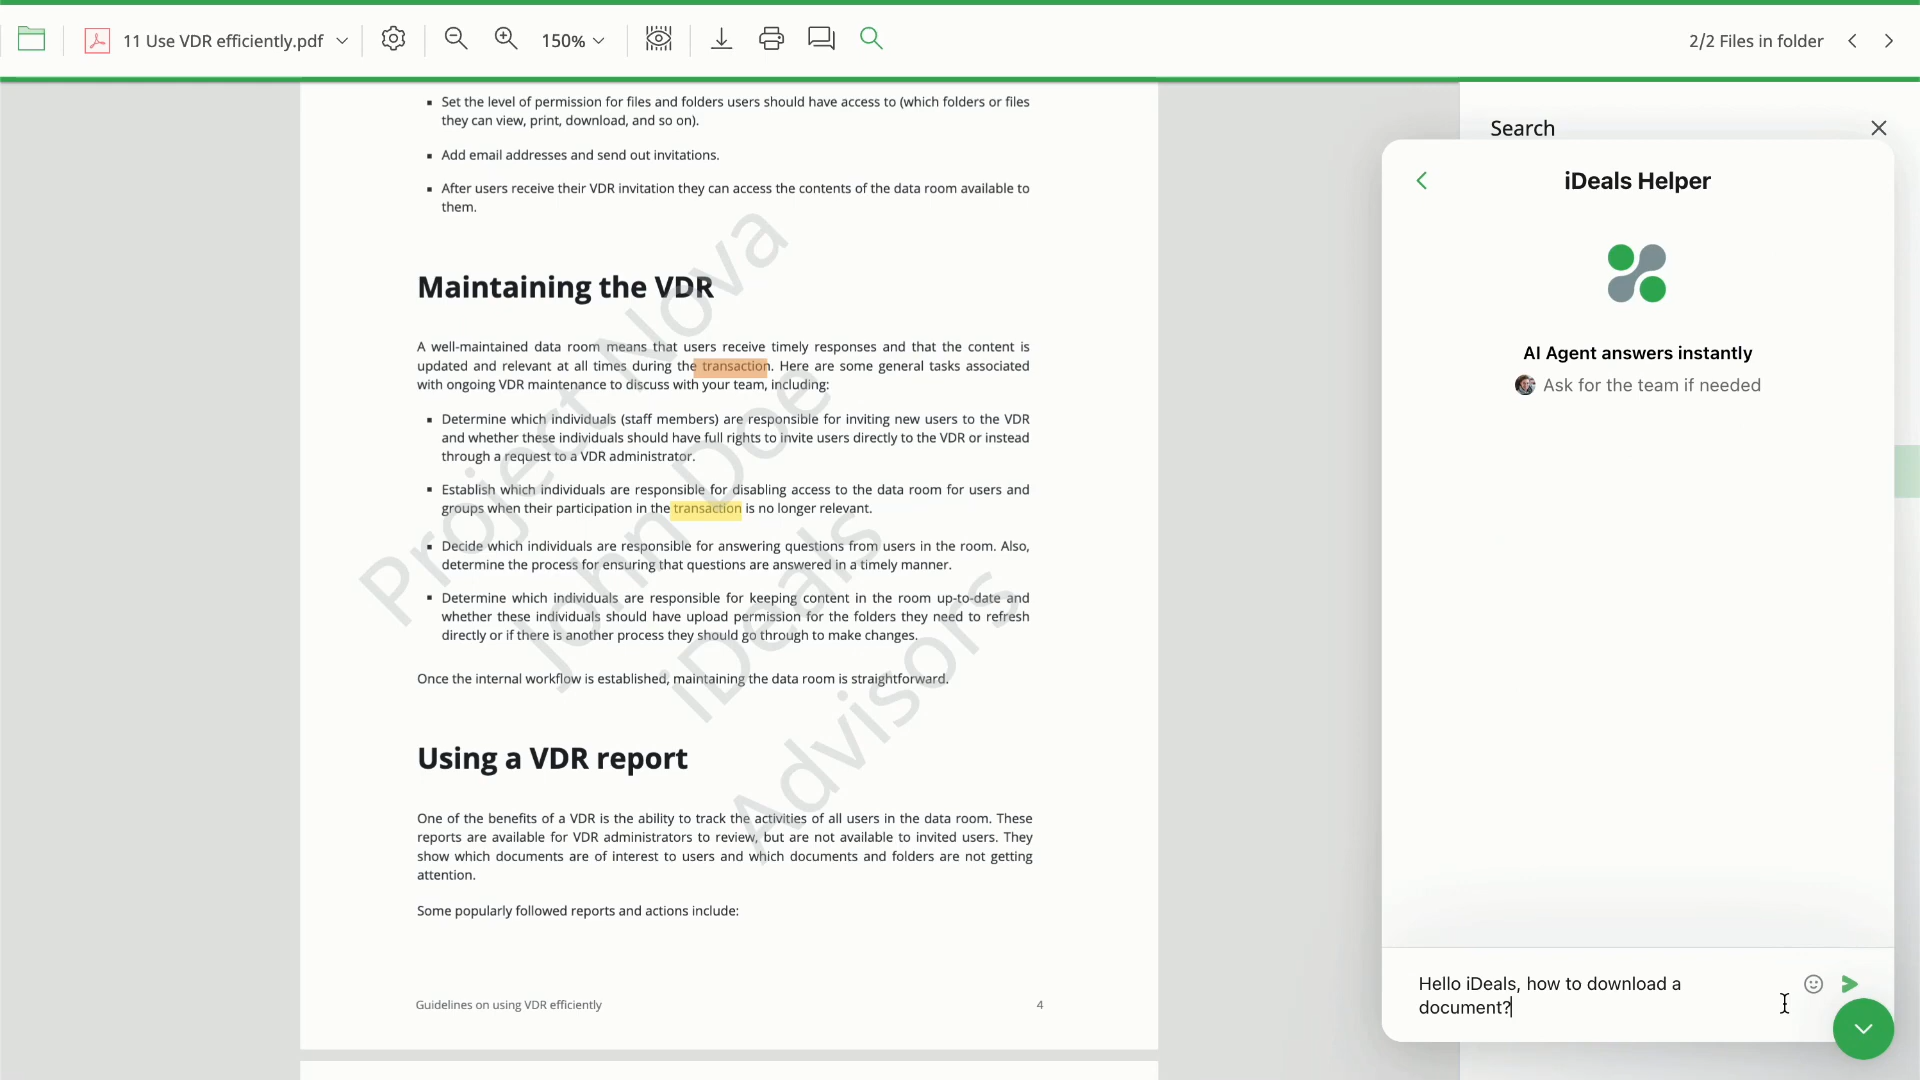 11 Use VDR efficiently.pdf
150%
2/2 Files in folder
Set the level of permission for files and folders users should have access to (which folders or files
they can view, print, download, and so on).
Add email addresses and send out invitations.
After users receive their VDR invitation they can access the contents of the data room available to
them.
Maintaining the VDR
A well-maintained data room means that users receive timely responses and that the content is
updated and relevant at all times during the transaction. Here are some general tasks associated
with ongoing VDR maintenance to discuss with your team, including:
Determine which individuals (staff members) are responsible for inviting new users to the VDR
and whether these individuals should have full rights to invite users directly to the VDR or instead
through a request to a VDR administrator.
Establish which individuals are responsible for disabling access to the data room for users and
groups when their participation in the transaction is no longer relevant.
Decide which individuals are responsible for answering questions from users in the room. Also,
determine the process for ensuring that questions are answered in a timely manner.
Determine which individuals are responsible for keeping content in the room up-to-date and
whether these individuals should have upload permission for the folders they need to refresh
directly or if there is another process they should go through to make changes.
Once the internal workflow is established, maintaining the data room is straightforward.
Using a VDR report
One of the benefits of a VDR is the ability to track the activities of all users in the data room. These
reports are available for VDR administrators to review, but are not available to invited users. They
show which documents are of interest to users and which documents and folders are not getting
attention.
Some popularly followed reports and actions include:
Guidelines on using VDR efficiently
4
Project Nova
John Doe
iDeals
Advisors
Search
iDeals Helper
AI Agent answers instantly
Ask for the team if needed
Hello iDeals, how to download a
document?